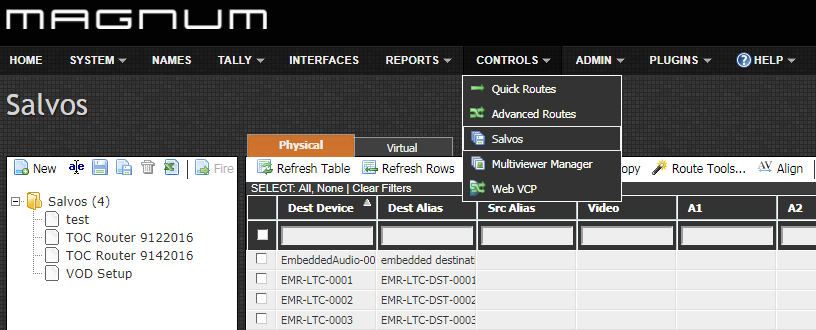 MAGNUM
HOME SYSTEM NAMES TALLY INTERFACES REPORTS CONTROLS ADMIN PLUGINS ? HELP
Quick Routes
Advanced Routes
Salvos
Multiviewer Manager
Web VCP
Salvos
New a|e Fire
Salvos (4)
test
TOC Router 9122016
TOC Router 9142016
VOD Setup
Physical Virtual
Refresh Table Refresh Rows opy Route Tools... AV Align
SELECT: All, None | Clear Filters
Dest Device Dest Alias Src Alias Video A1 A2
EmbeddedAudio-00 embedded destinati
EMR-LTC-0001 EMR-LTC-DST-0001
EMR-LTC-0002 EMR-LTC-DST-0002
EMR-LTC-0003 EMR-LTC-DST-0003